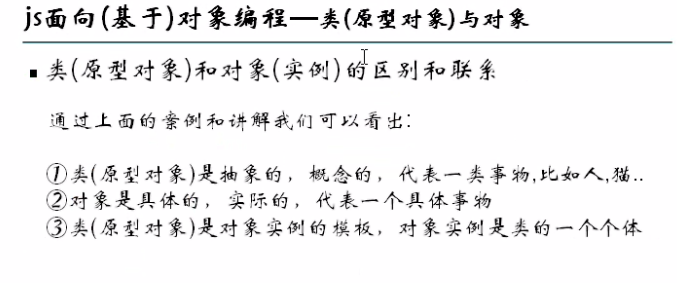 js面向(基于)对象编程—类(原型对象)与对象
■ 类(原型对象)和对象(实例)的区别和联系
通过上面的案例和讲解我们可以看出:
①类(原型对象)是抽象的，概念的，代表一类事物,比如人,猫..
②对象是具体的，实际的，代表一个具体事物
③类(原型对象)是对象实例的模板，对象实例是类的一个个体